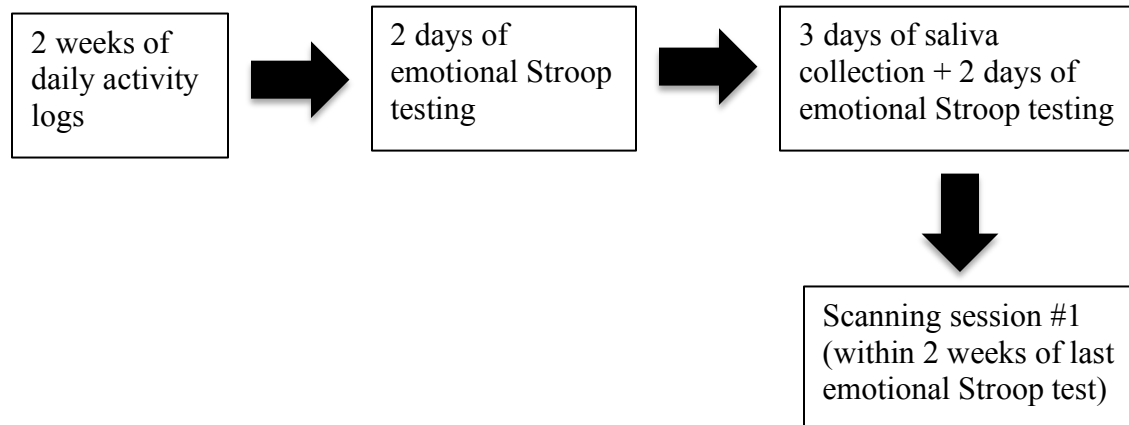 2 weeks of
daily activity
logs
2 days of
emotional Stroop
testing
3 days of saliva
collection + 2 days of
emotional Stroop testing
Scanning session #1
(within 2 weeks of last
emotional Stroop test)